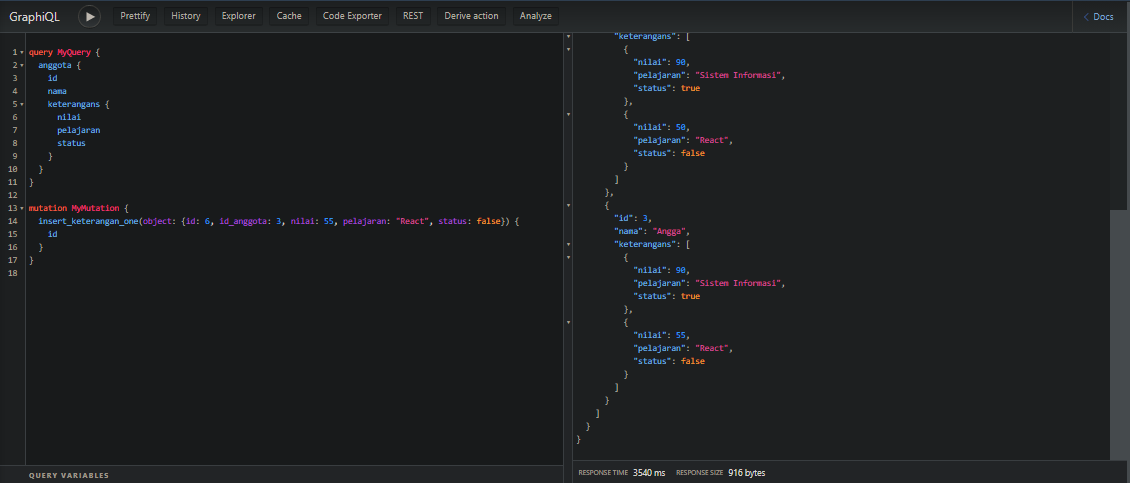 GraphiQL Prettify History Explorer Cache Code Exporter REST Derive action Analyze < Docs
1 query MyQuery {
2 anggota {
3 id
4 nama
5 keterangans {
6 nilai
7 pelajaran
8 status
9 }
10 }
11 }
12
13 mutation MyMutation {
14 insert_keterangan_one(object: {id: 6, id_anggota: 3, nilai: 55, pelajaran: "React", status: false}) {
15 id
16 }
17 }
18
QUERY VARIABLES
"keterangans": [
{
"nilai": 90,
"pelajaran": "Sistem Informasi",
"status": true
},
{
"nilai": 50,
"pelajaran": "React",
"status": false
}
]
},
{
"id": 3,
"nama": "Angga",
"keterangans": [
{
"nilai": 90,
"pelajaran": "Sistem Informasi",
"status": true
},
{
"nilai": 55,
"pelajaran": "React",
"status": false
}
]
}
]
}
}
RESPONSE TIME 3540 ms RESPONSE SIZE 916 bytes